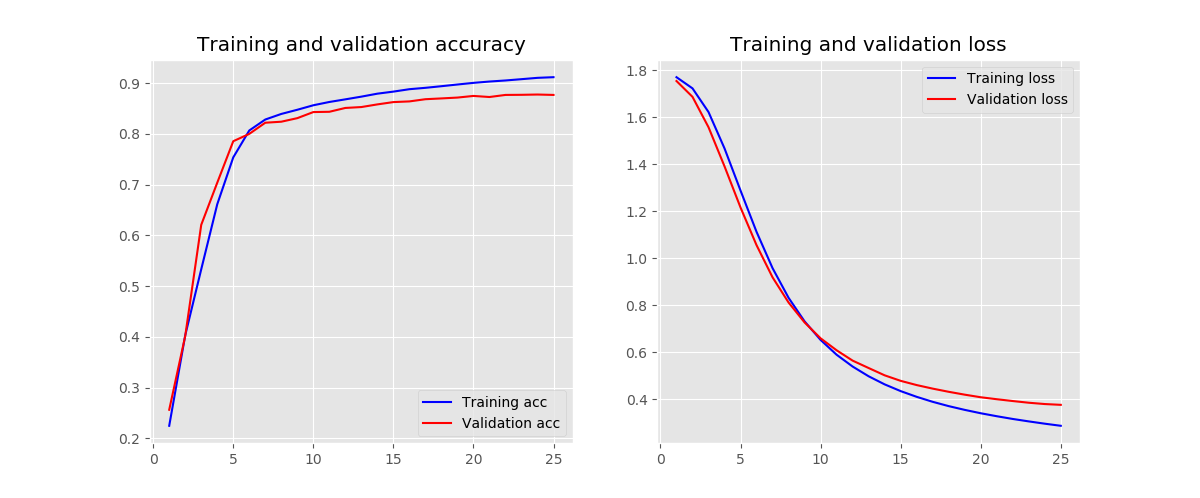 Training and validation accuracy
0.9
0.8
0.7
0.6
0.5
0.4
0.3
0.2
0 5 10 15 20 25
Training acc
Validation acc
Training and validation loss
1.8
1.6
1.4
1.2
1.0
0.8
0.6
0.4
0 5 10 15 20 25
Training loss
Validation loss